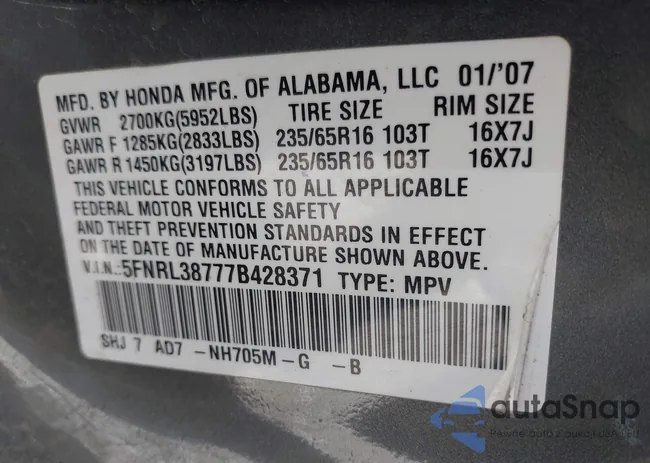 MFD. BY HONDA MFG. OF ALABAMA, LLC 01/'07
GVWR 2700KG(5952LBS) TIRE SIZE RIM SIZE
GAWR F 1285KG(2833LBS) 235/65R16 103T 16X7J
GAWR R 1450KG(3197LBS) 235/65R16 103T 16X7J
THIS VEHICLE CONFORMS TO ALL APPLICABLE
FEDERAL MOTOR VEHICLE SAFETY
AND THEFT PREVENTION STANDARDS IN EFFECT
ON THE DATE OF MANUFACTURE SHOWN ABOVE.
V.I.N.:5FNRL38777B428371 TYPE: MPV
SHJ 7 AD7 -NH705M-G -B
autaSnap